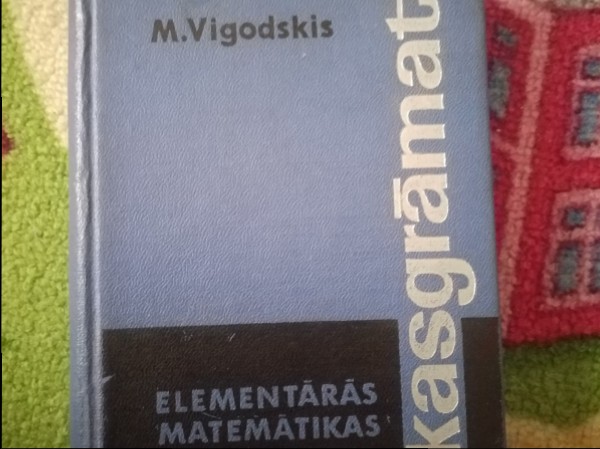 M.Vigodskis
ELEMENTĀRĀS
MATEMĀTIKAS
kasgrāmat